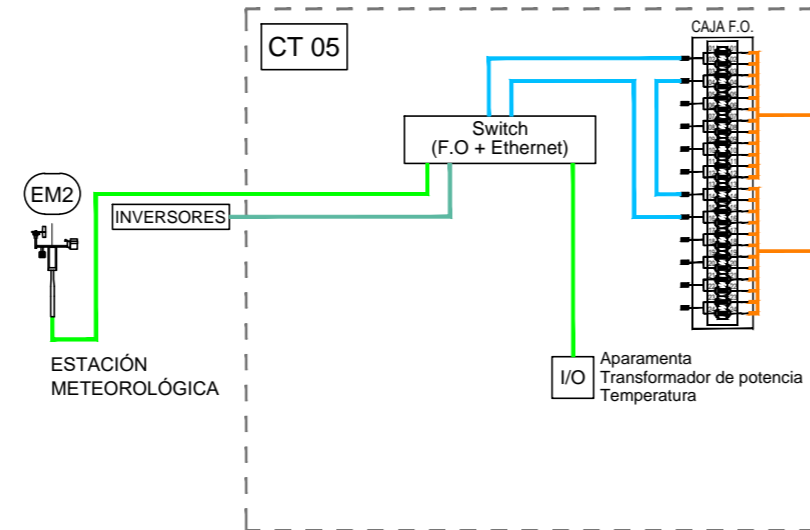 CT 05
CAJA F.O.
Switch
(F.O + Ethernet)
EM2
INVERSORES
ESTACIÓN
METEOROLÓGICA
I/O
Aparamenta
Transformador de potencia
Temperatura